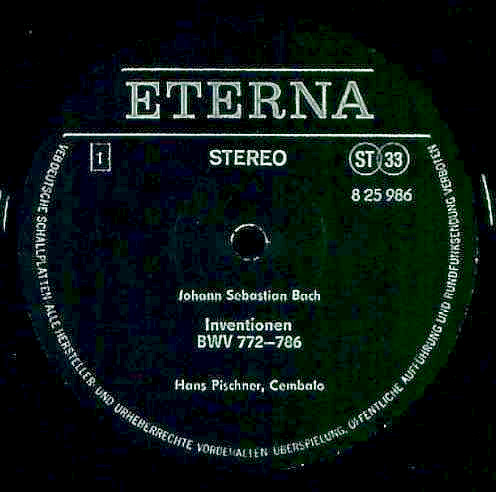 ETERNA
1
STEREO
ST 33
8 25 986
Johann Sebastian Bach
Inventionen
BWV 772–786
Hans Pischner, Cembalo
VEB DEUTSCHE SCHALLPLATTEN ALLE HERSTELLER- UND URHEBERRECHTE VORBEHALTEN ÜBERSPIELUNG, ÖFFENTLICHE AUFFÜHRUNG UND RUNDFUNKSENDUNG VERBOTEN